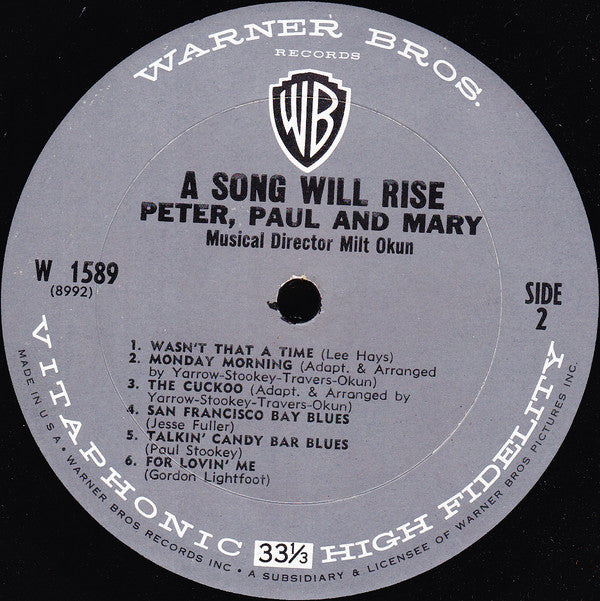 WARNER BROS.
RECORDS
WB
A SONG WILL RISE
PETER, PAUL AND MARY
Musical Director Milt Okun
W 1589
(8992)
SIDE
2
1. WASN'T THAT A TIME (Lee Hays)
2. MONDAY MORNING (Adapt. & Arranged
by Yarrow-Stookey-Travers-Okun)
3. THE CUCKOO (Adapt. & Arranged by
Yarrow-Stookey-Travers-Okun)
4. SAN FRANCISCO BAY BLUES
(Jesse Fuller)
5. TALKIN' CANDY BAR BLUES
(Paul Stookey)
6. FOR LOVIN' ME
(Gordon Lightfoot)
VITAPHONIC 33⅓ HIGH FIDELITY
MADE IN U.S.A. • WARNER BROS RECORDS INC • A SUBSIDIARY & LICENSEE OF WARNER BROS PICTURES INC.